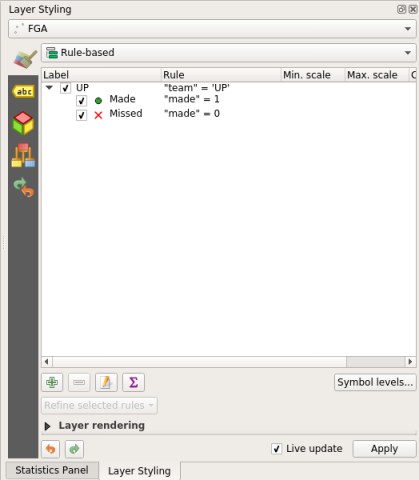 Layer Styling
FGA
Rule-based
Label Rule Min. scale Max. scale
UP "team" = 'UP'
Made "made" = 1
Missed "made" = 0
abc
Σ
Symbol levels...
Refine selected rules
Layer rendering
Live update Apply
Statistics Panel Layer Styling